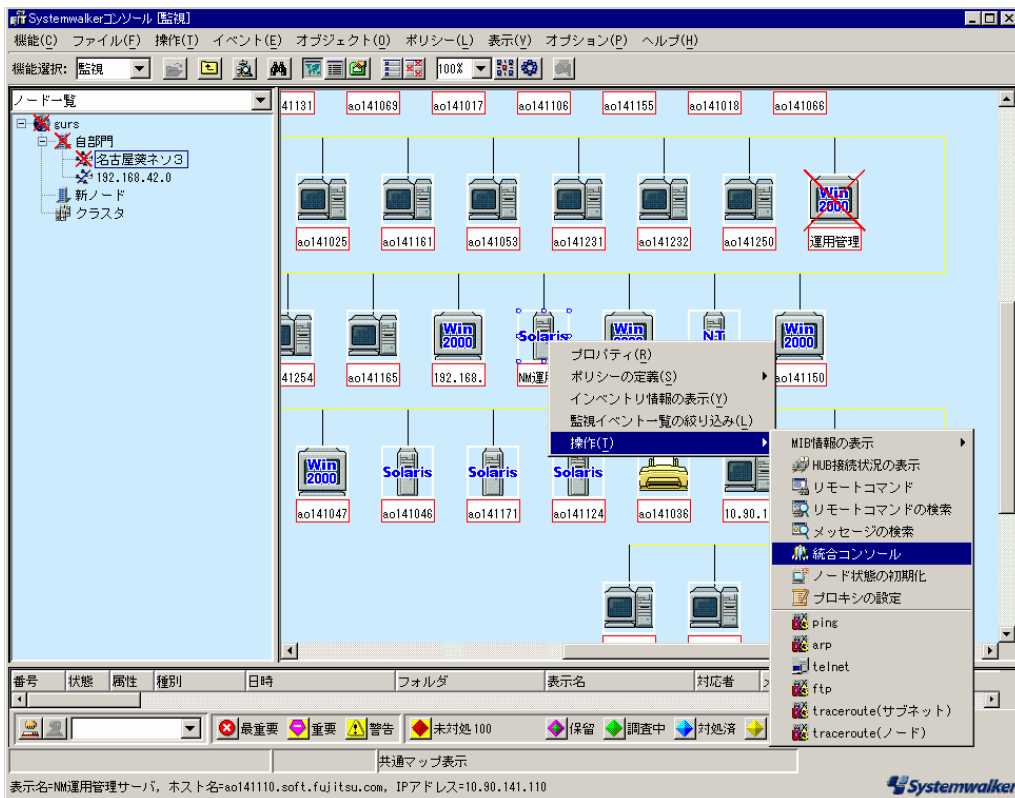 Systemwalkerコンソール [監視]
機能(C) ファイル(F) 操作(T) イベント(E) オブジェクト(O) ポリシー(L) 表示(V) オプション(P) ヘルプ(H)
機能選択: 監視 100%
ノード一覧
gurs
自部門
名古屋薬ネソ3
192.168.42.0
新ノード
クラスタ
41131 ao141069 ao141017 ao141106 ao141155 ao141018 ao141066
Win 2000
ao141025 ao141161 ao141053 ao141231 ao141232 ao141250 運用管理
Win 2000 Solaris Win 2000 NT Win 2000
41254 ao141165 192.168. NM運用 ao141150
プロパティ(R)
ポリシーの定義(S)
インベントリ情報の表示(Y)
監視イベント一覧の絞り込み(L)
操作(T)
Win 2000 Solaris Solaris Solaris
ao141047 ao141046 ao141171 ao141124 ao141036 10.90.1
MIB情報の表示
HUB接続状況の表示
リモートコマンド
リモートコマンドの検索
メッセージの検索
統合コンソール
ノード状態の初期化
プロキシの設定
ping
arp
telnet
ftp
traceroute(サブネット)
traceroute(ノード)
番号 状態 属性 種別 日時 フォルダ 表示名 対応者
最重要 重要 警告 未対処100 保留 調査中 対処済
共通マップ表示
表示名=NM運用管理サーバ, ホスト名=ao141110.soft.fujitsu.com, IPアドレス=10.90.141.110
Systemwalker